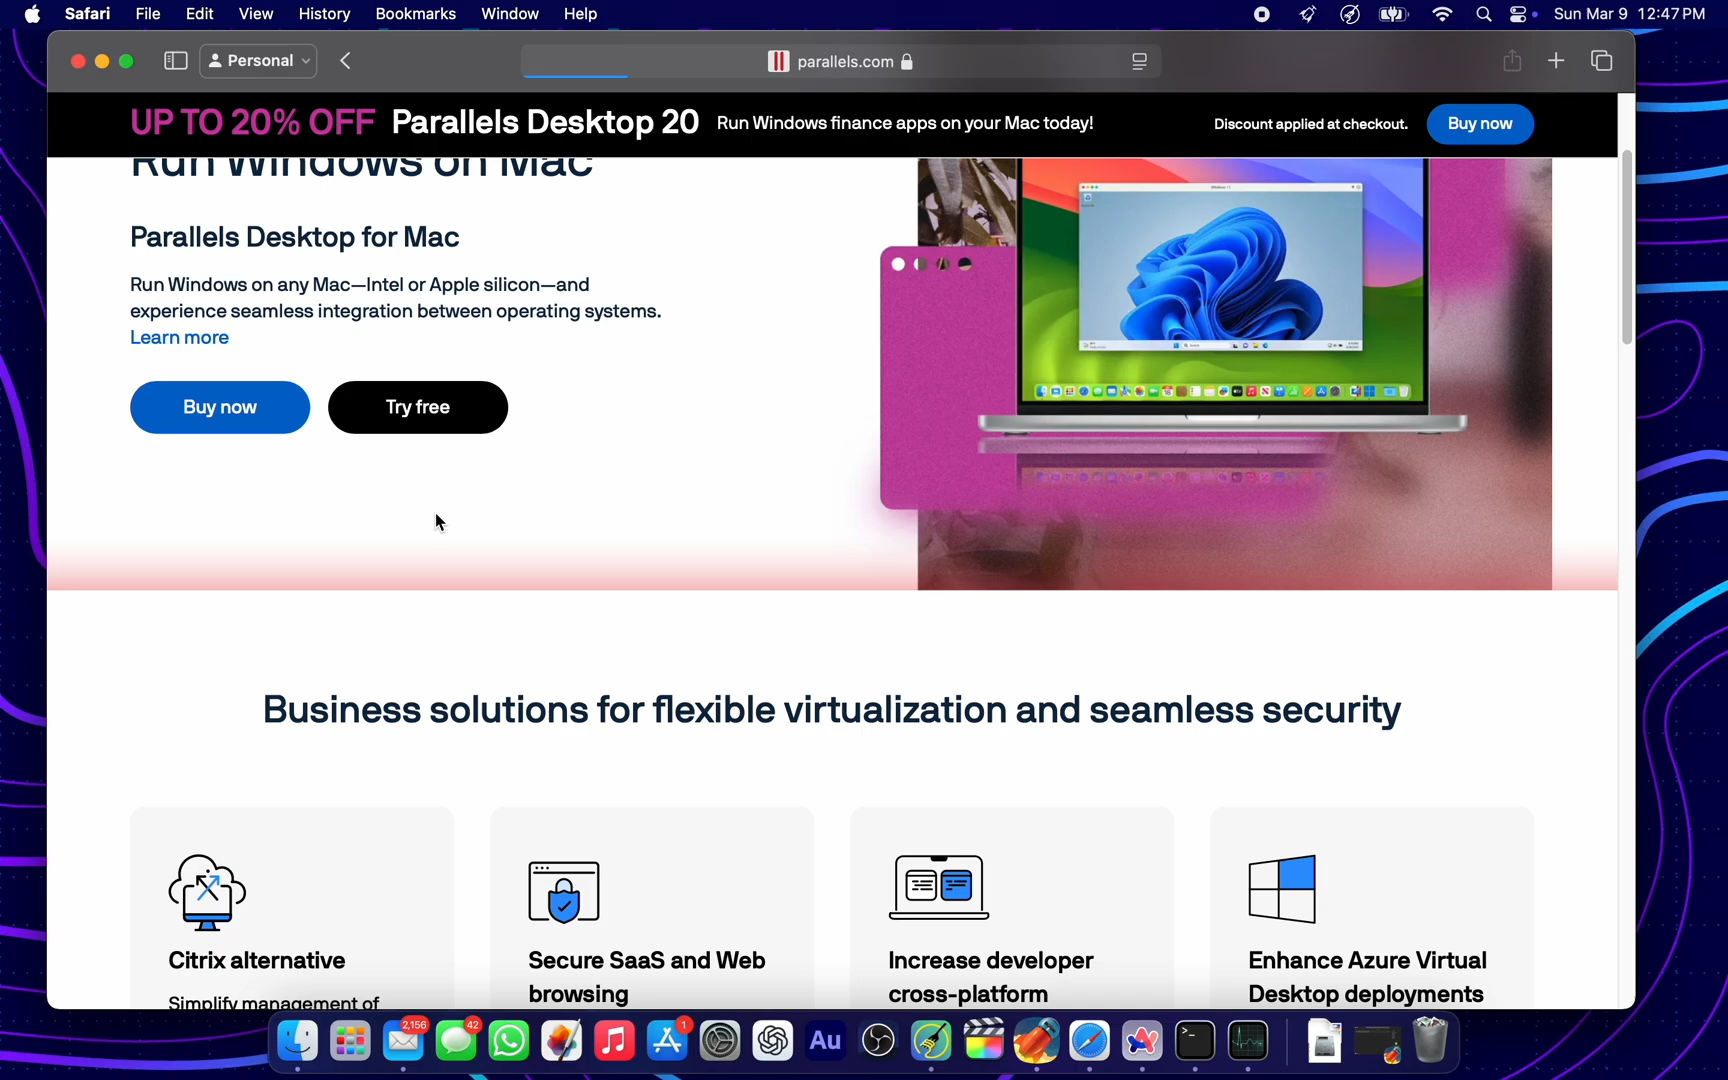 Safari File Edit View History Bookmarks Window Help Sun Mar 9 12:47 PM
Personal parallels.com
UP TO 20% OFF Parallels Desktop 20 Run Windows finance apps on your Mac today! Discount applied at checkout. Buy now
Run Windows on Mac
Parallels Desktop for Mac
Run Windows on any Mac—Intel or Apple silicon—and
experience seamless integration between operating systems.
Learn more
Buy now Try free
Business solutions for flexible virtualization and seamless security
Citrix alternative
Simplify management of
Secure SaaS and Web
browsing
Increase developer
cross-platform
Enhance Azure Virtual
Desktop deployments
2,156 42 1 Au